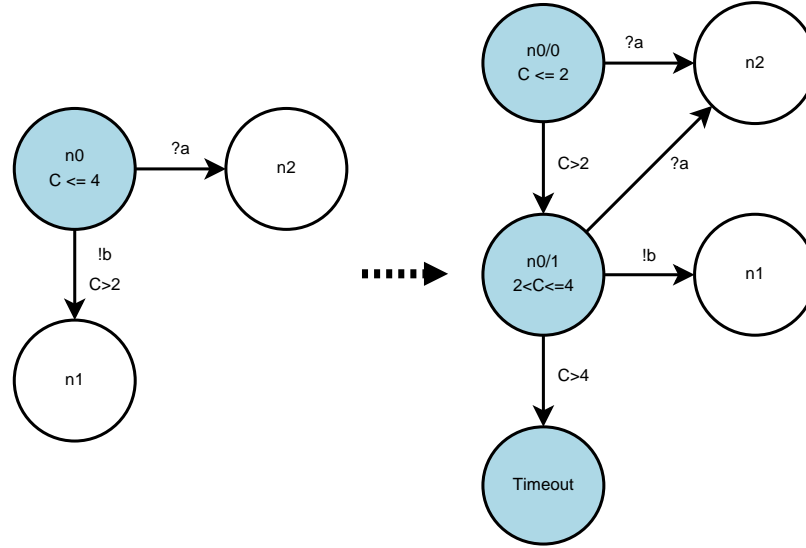 n0
C <= 4
?a
n2
!b
C>2
n1
n0/0
C <= 2
?a
n2
C>2
?a
n0/1
2<C<=4
!b
n1
C>4
Timeout